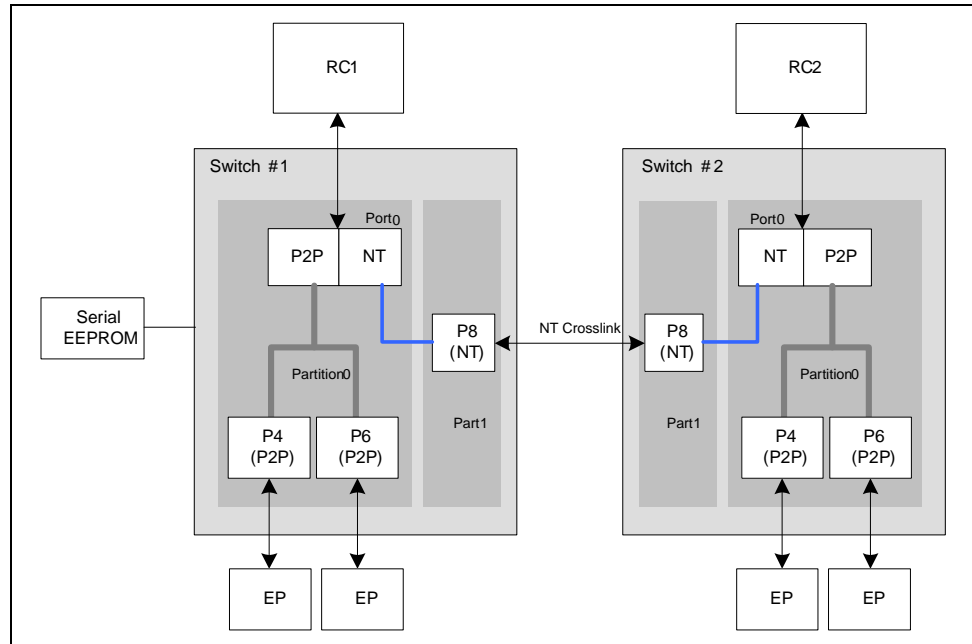 RC1
RC2
Switch #1
Switch #2
Port0
Port0
P2P
NT
NT
P2P
Serial
EEPROM
P8
(NT)
NT Crosslink
P8
(NT)
Partition0
Partition0
Part1
Part1
P4
(P2P)
P6
(P2P)
P4
(P2P)
P6
(P2P)
EP
EP
EP
EP